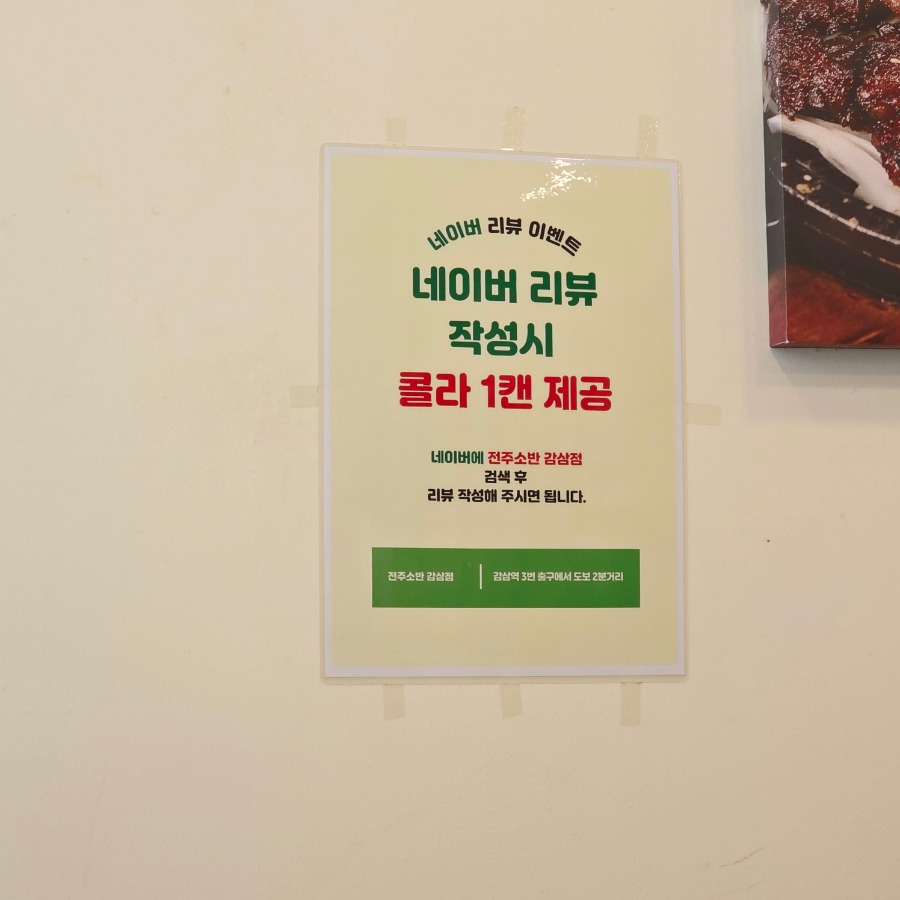 네이버 리뷰 이벤트
네이버 리뷰
작성시
콜라 1캔 제공
네이버에 전주소반 감삼점
검색 후
리뷰 작성해 주시면 됩니다.
전주소반 감삼점
감삼역 3번 출구에서 도보 2분거리